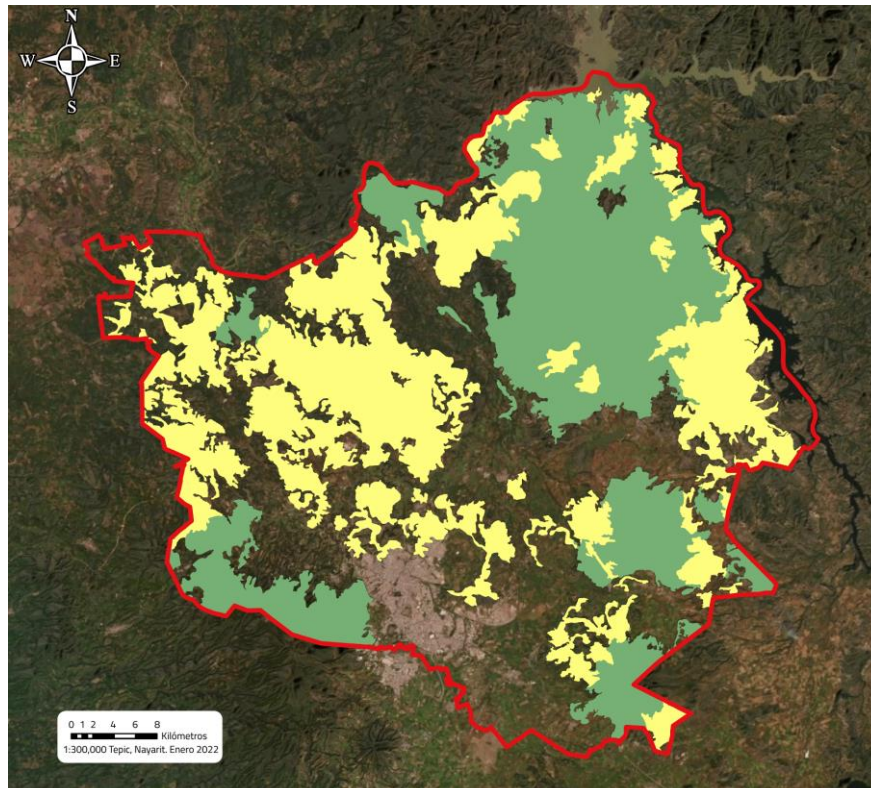 N
W E
S
0 1 2 4 6 8
Kilómetros
1:300,000 Tepic, Nayarit. Enero 2022